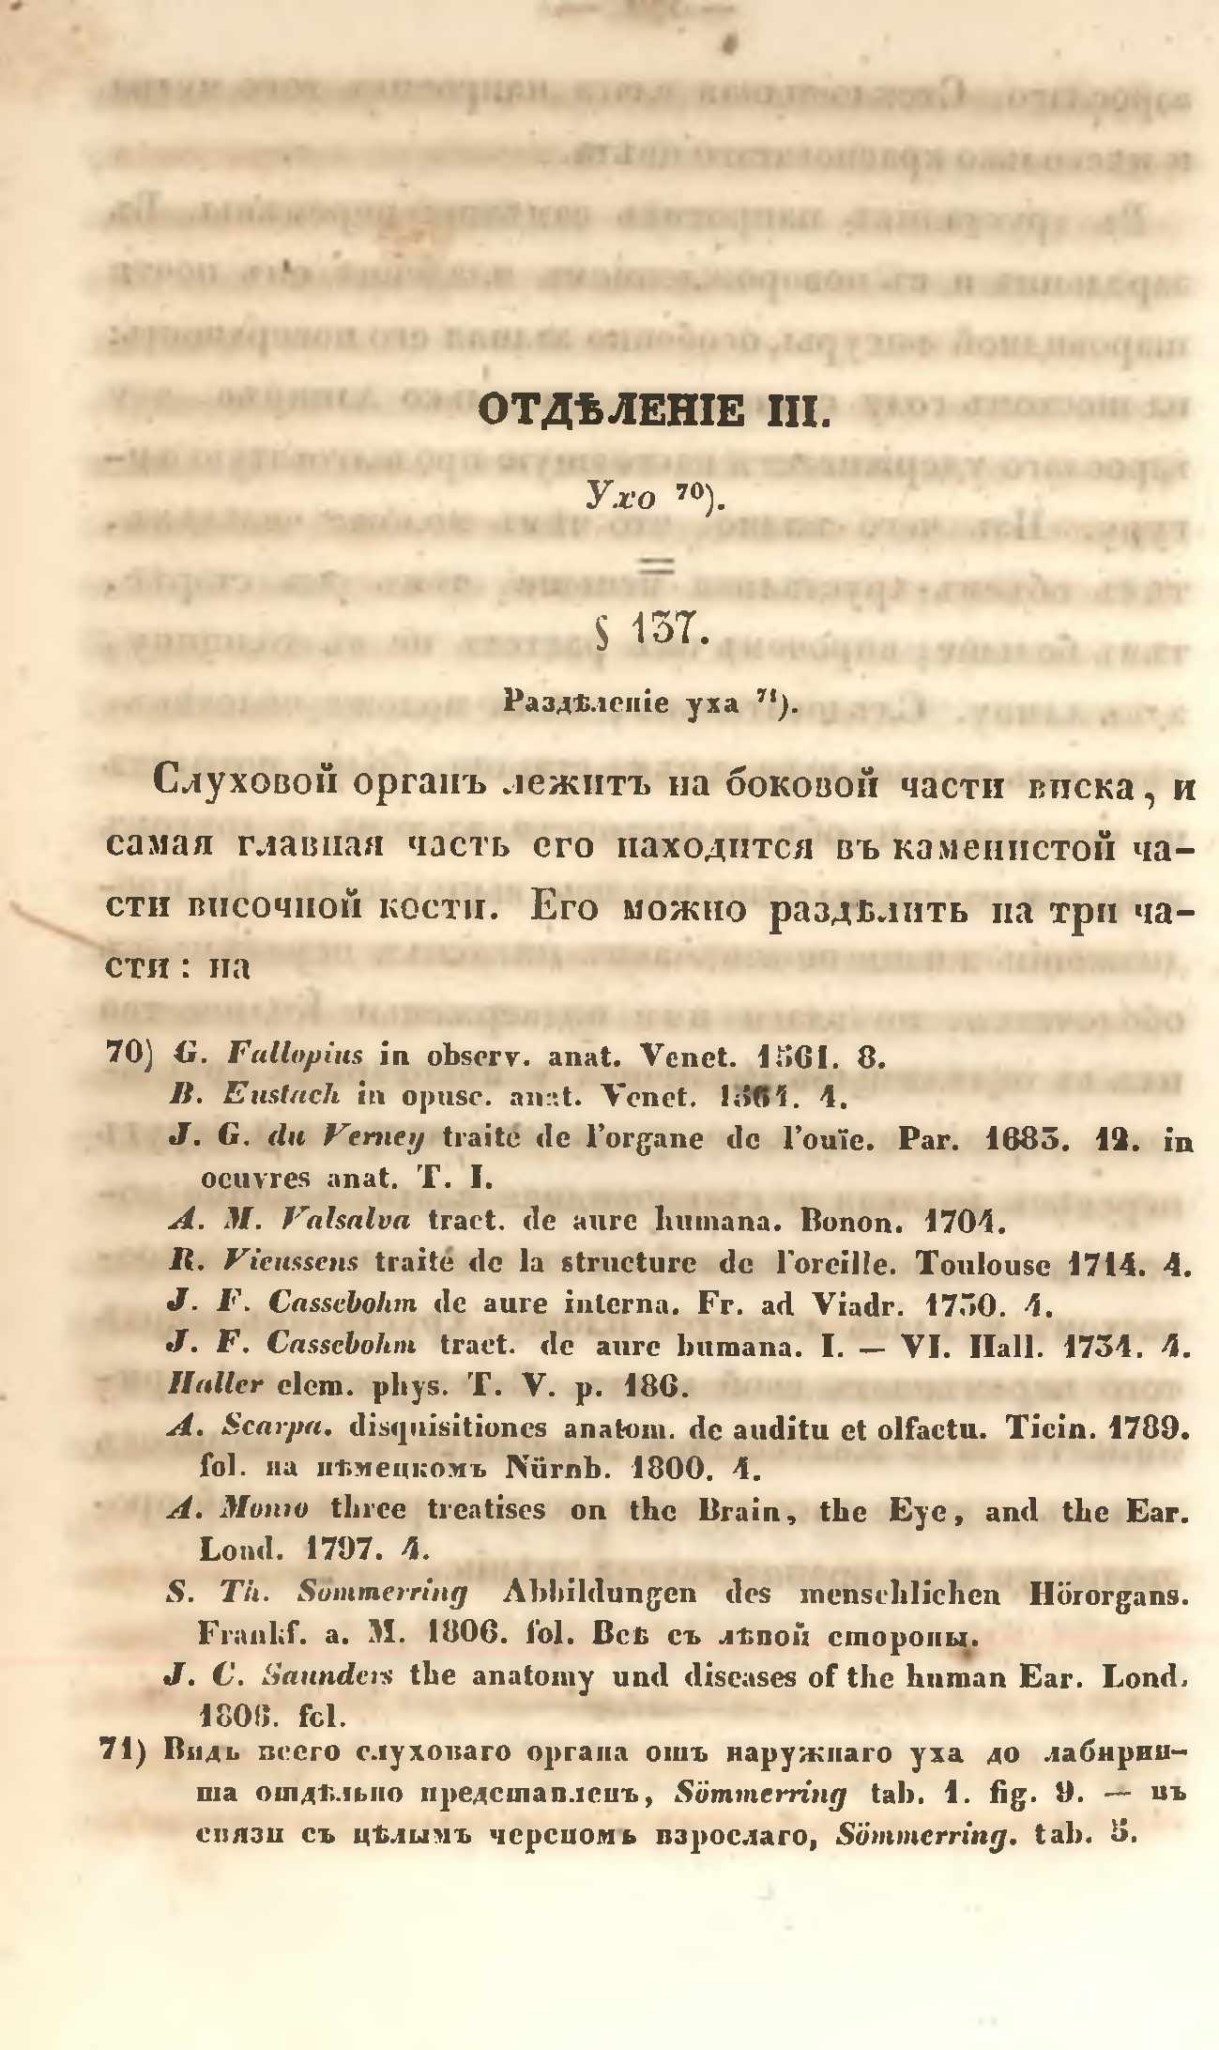 ОТДѢЛЕНІЕ III.
Ухо ⁷⁰).
§ 137.
Раздѣленіе уха ⁷¹).
Слуховой органъ лежитъ на боковой части виска, и
самая главная часть его находится въ каменистой ча-
сти височной кости. Его можно раздѣлить на три ча-
сти: на
70) G. Fallopius in observ. anat. Venet. 1561. 8.
B. Eustach in opusc. anat. Venet. 1564. 4.
J. G. du Verney traité de l'organe de l'ouïe. Par. 1683. 12. in
oeuvres anat. T. I.
A. M. Valsalva tract. de aure humana. Bonon. 1704.
R. Vieussens traité de la structure de l'oreille. Toulouse 1714. 4.
J. F. Cassebohm de aure interna. Fr. ad Viadr. 1730. 4.
J. F. Cassebohm tract. de aure humana. I. — VI. Hall. 1734. 4.
Haller elem. phys. T. V. p. 186.
A. Scarpa. disquisitiones anatom. de auditu et olfactu. Ticin. 1789.
fol. на нѣмецкомъ Nürnb. 1800. 4.
A. Monro three treatises on the Brain, the Eye, and the Ear.
Lond. 1797. 4.
S. Th. Sömmerring Abbildungen des menschlichen Hörorgans.
Frankf. a. M. 1806. fol. Всѣ съ лѣвой стороны.
J. C. Saunders the anatomy und diseases of the human Ear. Lond.
1806. fol.
71) Видъ всего слуховаго органа отъ наружнаго уха до лабирин-
та отдѣльно представленъ, Sömmerring tab. 1. fig. 9. — въ
связи съ цѣлымъ черепомъ взрослаго, Sömmerring. tab. 5.